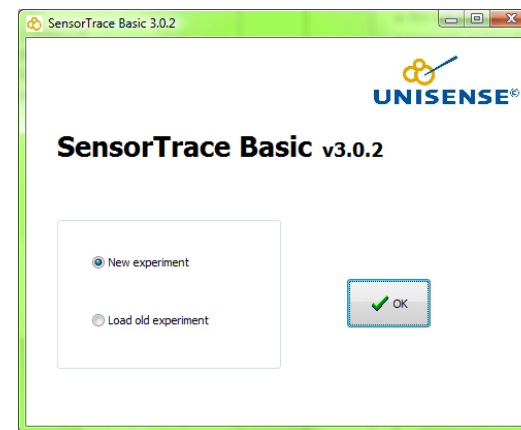 SensorTrace Basic 3.0.2
UNISENSE®
SensorTrace Basic v3.0.2
New experiment
Load old experiment
OK